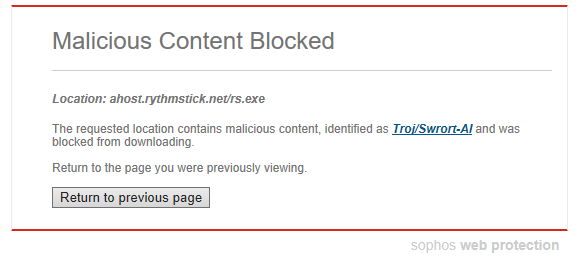 Malicious Content Blocked
Location: ahost.rythmstick.net/rs.exe
The requested location contains malicious content, identified as Troj/Swrort-AI and was
blocked from downloading.
Return to the page you were previously viewing.
Return to previous page
sophos web protection